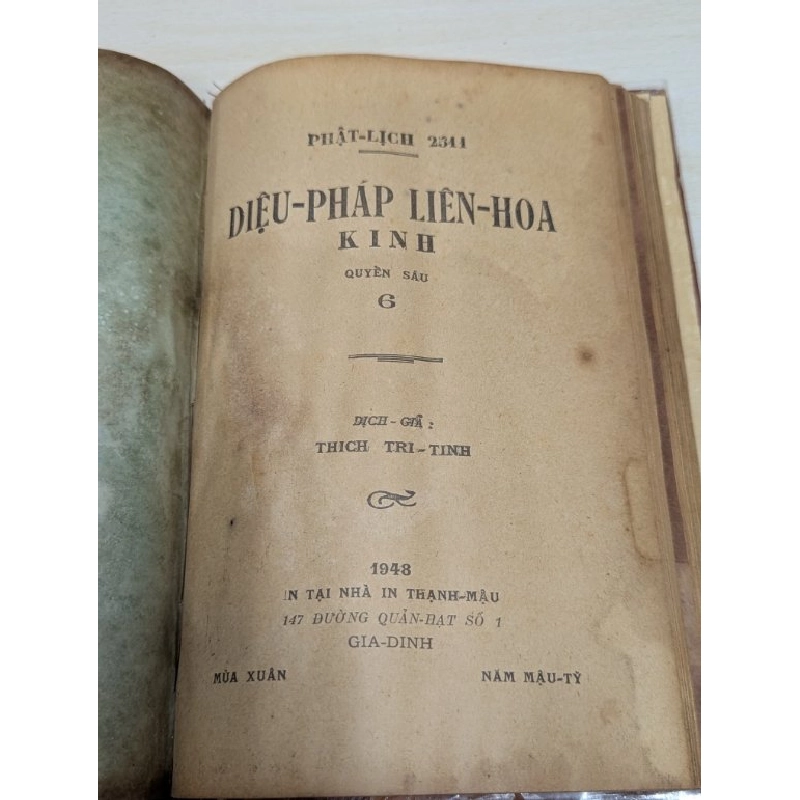 PHẬT-LỊCH 2511
DIỆU-PHÁP LIÊN-HOA
KINH
QUYỀN SÁU
6
DỊCH-GIẢ :
THICH TRI-TINH
1948
IN TẠI NHÀ IN THẠNH-MẬU
147 ĐƯỜNG QUẢN-HẠT SỐ 1
GIA-DINH
MÙA XUÂN
NĂM MẬU-TÝ